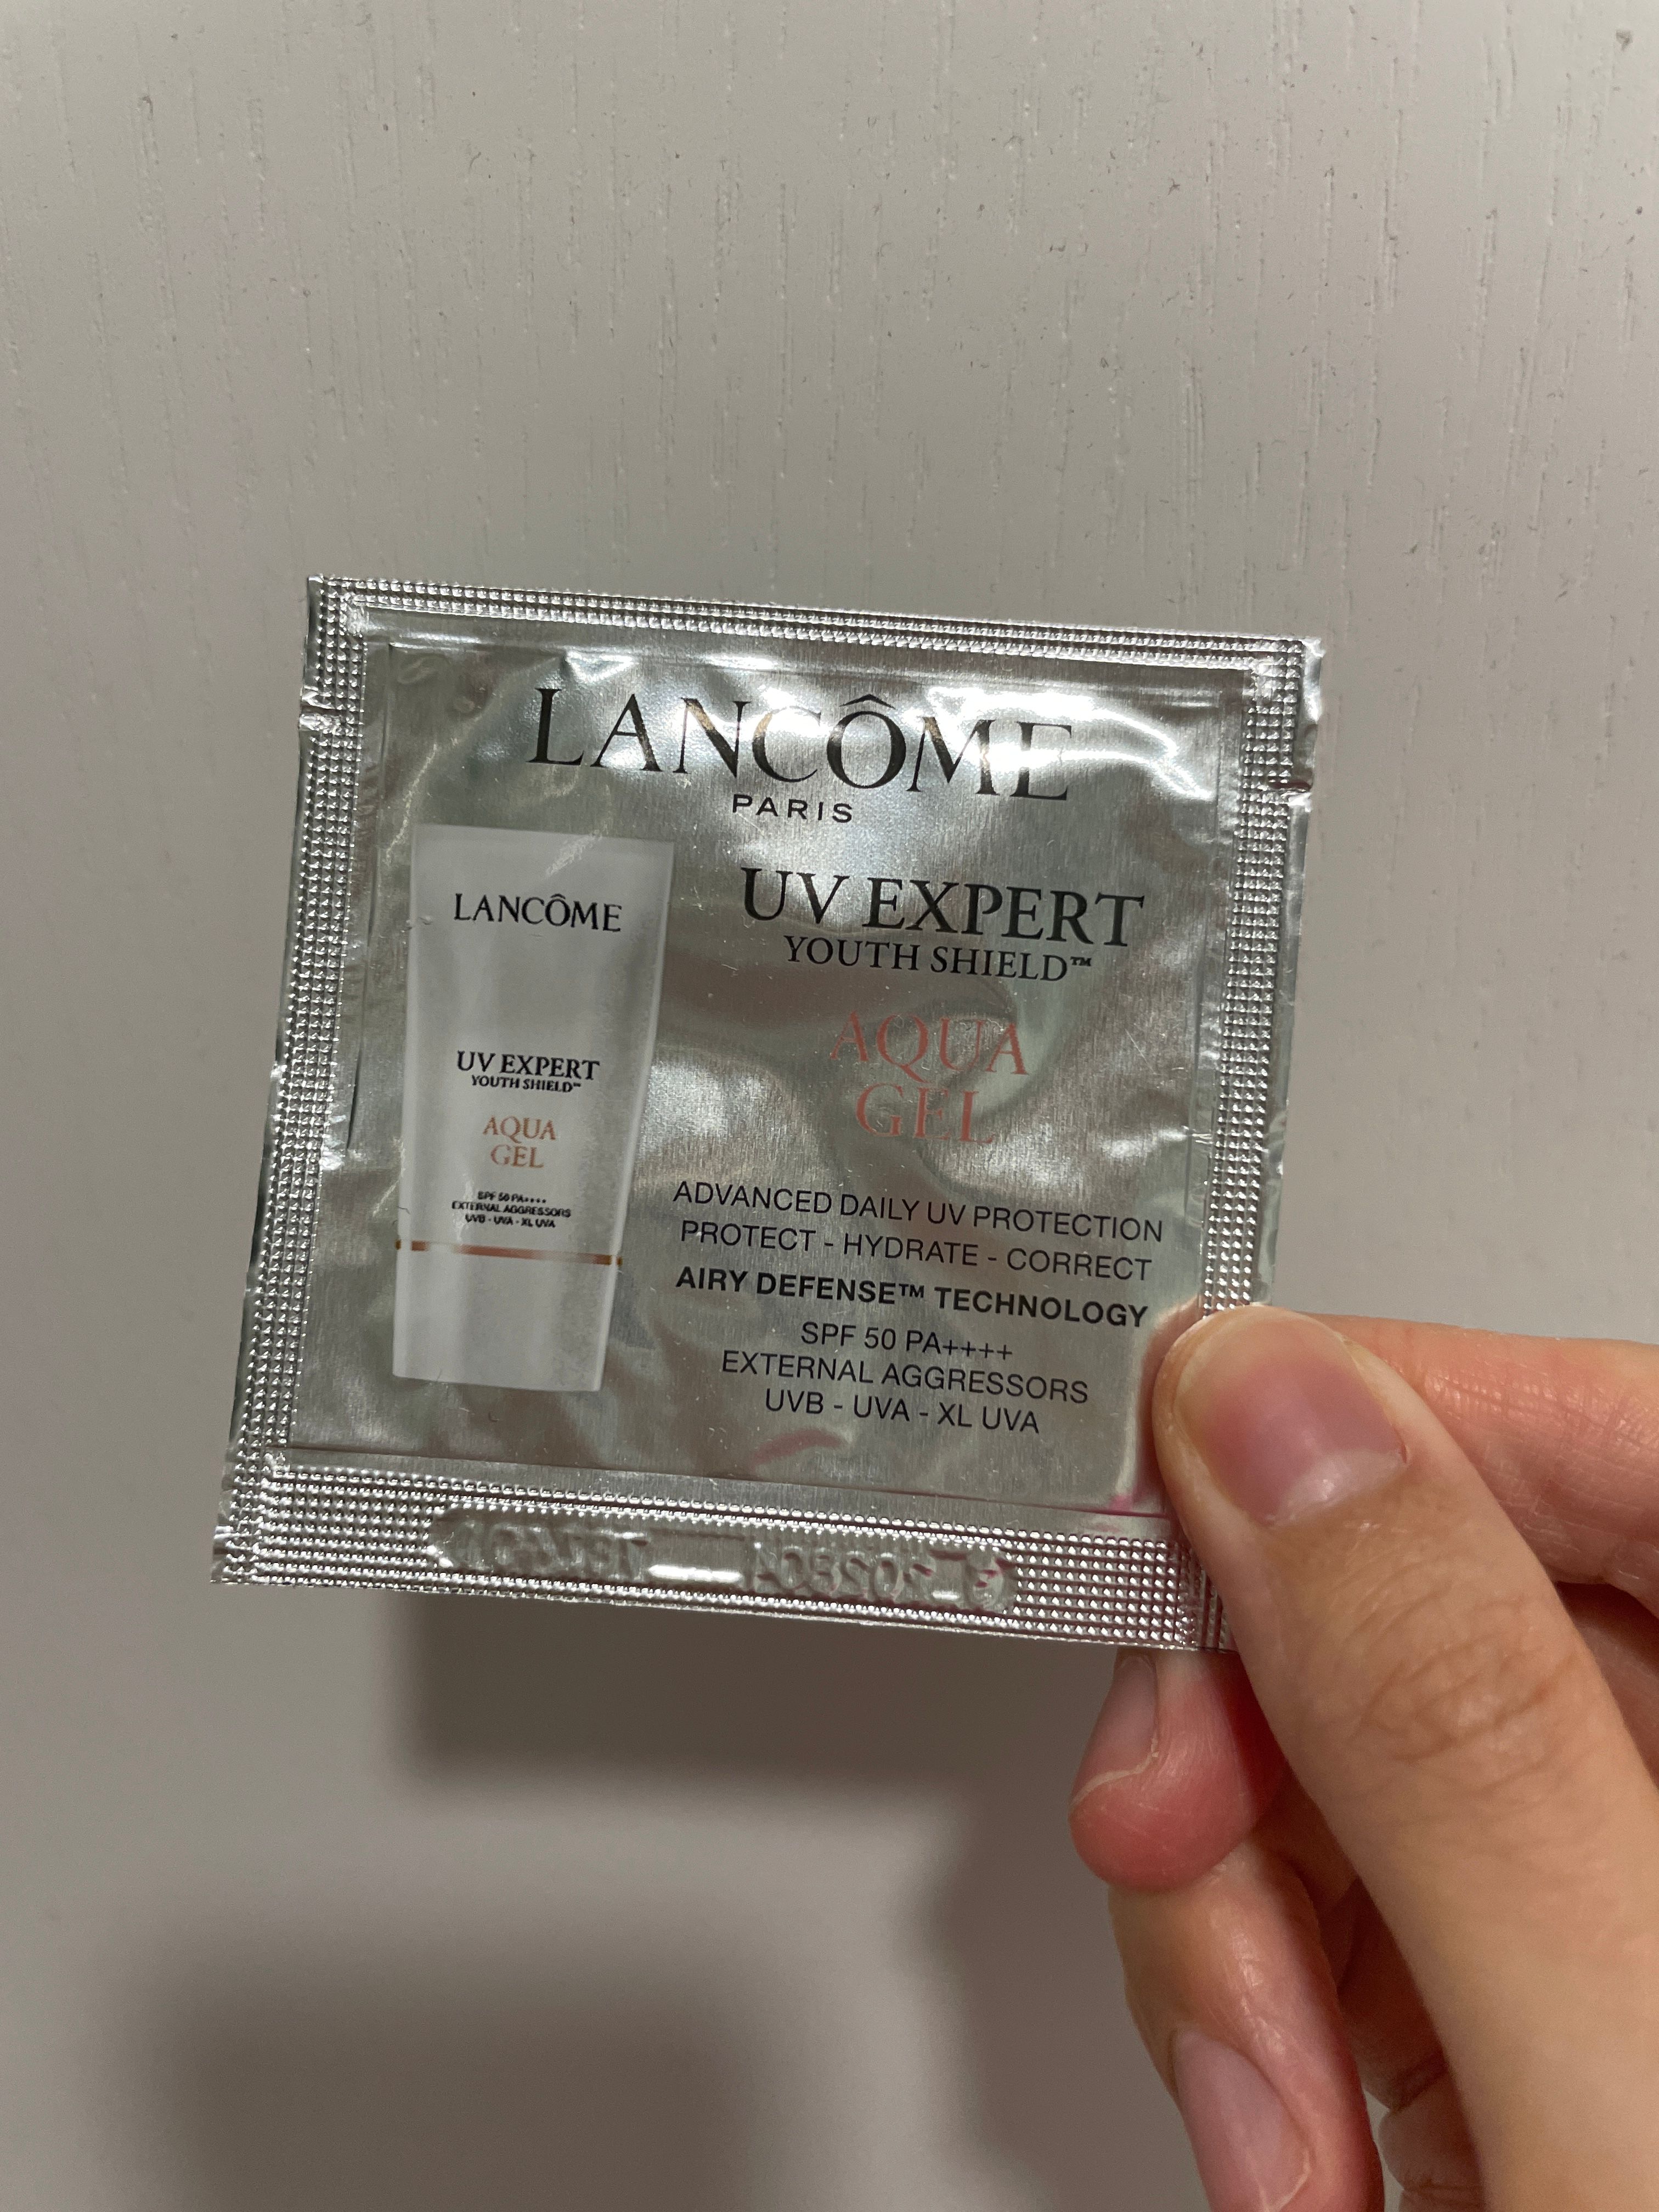 LANCÔME
PARIS
LANCÔME
UV EXPERT
YOUTH SHIELD™
AQUA
GEL
SPF 50 PA++++
EXTERNAL AGGRESSORS
UVB - UVA - XL UVA
UV EXPERT
YOUTH SHIELD™
AQUA
GEL
ADVANCED DAILY UV PROTECTION
PROTECT - HYDRATE - CORRECT
AIRY DEFENSE™ TECHNOLOGY
SPF 50 PA++++
EXTERNAL AGGRESSORS
UVB - UVA - XL UVA